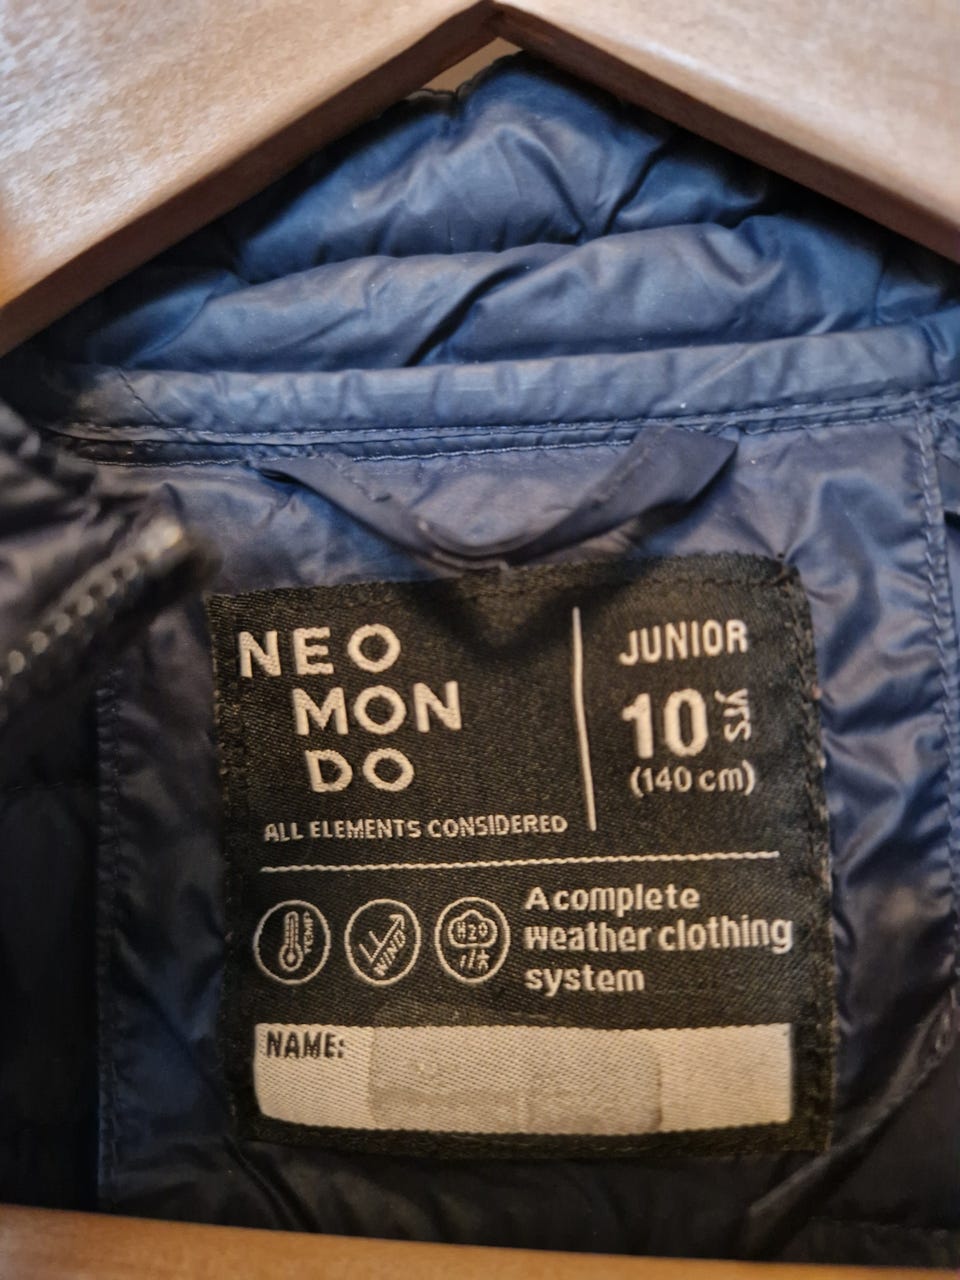 NEO
MON
DO
ALL ELEMENTS CONSIDERED
JUNIOR
10 YRS
(140 cm)
TEMP
WIND
H2O
A complete
weather clothing
system
NAME: